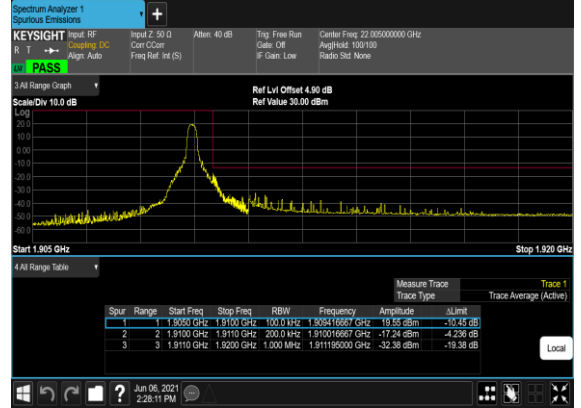 Spectrum Analyzer 1
Spurious Emissions
KEYSIGHT Input: RF Input Z: 50 Ω Atten: 40 dB Trig: Free Run Center Freq: 22.005000000 GHz
R T Coupling: DC Corr CCorr Gate: Off Avg|Hold: 100/100
Align: Auto Freq Ref: Int (S) IF Gain: Low Radio Std: None
PASS
3 All Range Graph
Ref Lvl Offset 4.90 dB
Scale/Div 10.0 dB Ref Value 30.00 dBm
Log
20.0
10.0
0.00
-10.0
-20.0
-30.0
-40.0
-50.0
-60.0
Start 1.905 GHz Stop 1.920 GHz
4 All Range Table
Measure Trace Trace 1
Trace Type Trace Average (Active)
Spur Range Start Freq Stop Freq RBW Frequency Amplitude ΔLimit
1 1 1.9050 GHz 1.9100 GHz 100.0 kHz 1.909416667 GHz 19.55 dBm -10.45 dB
2 2 1.9100 GHz 1.9110 GHz 200.0 kHz 1.910016667 GHz -17.24 dBm -4.236 dB
3 3 1.9110 GHz 1.9200 GHz 1.000 MHz 1.911195000 GHz -32.38 dBm -19.38 dB
Local
? Jun 06, 2021
2:28:11 PM